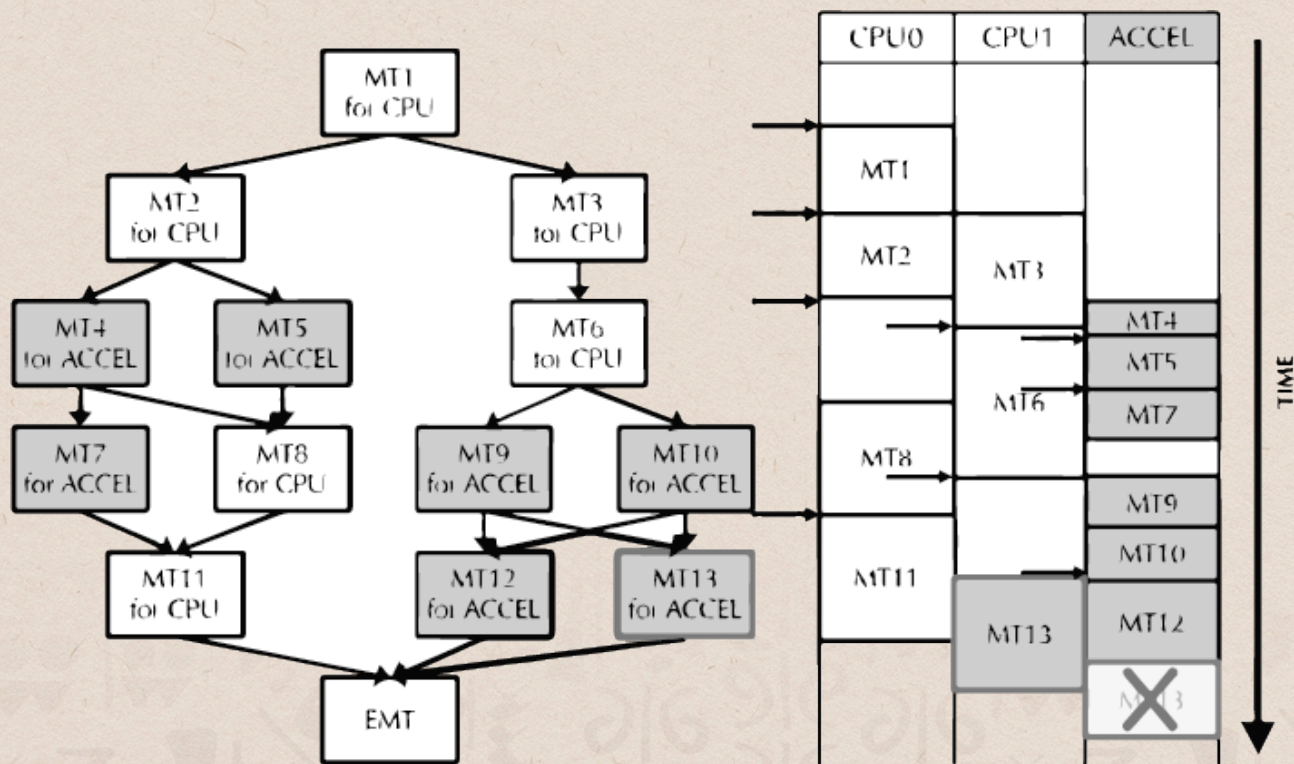 MT1
for CPU
MT2
for CPU
MT3
for CPU
MT4
for ACCEL
MT5
for ACCEL
MT6
for CPU
MT7
for ACCEL
MT8
for CPU
MT9
for ACCEL
MT10
for ACCEL
MT11
for CPU
MT12
for ACCEL
MT13
for ACCEL
EMT
CPU0
CPU1
ACCEL
MT1
MT2
MT3
MT4
MT5
MT6
MT7
MT8
MT9
MT10
MT11
MT12
MT13
TIME